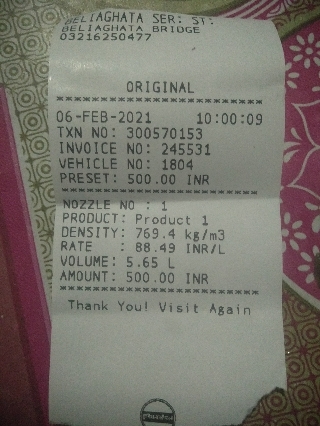 BELIAGHATA SER: ST:
BELIAGHATA BRIDGE
03216250477
ORIGINAL
××××××××××××××××××××××××××××
06-FEB-2021 10:00:09
TXN NO: 300570153
INVOICE NO: 245531
VEHICLE NO: 1804
PRESET: 500.00 INR
××××××××××××××××××××××××××××
NOZZLE NO : 1
PRODUCT: Product 1
DENSITY: 769.4 kg/m3
RATE : 88.49 INR/L
VOLUME: 5.65 L
AMOUNT: 500.00 INR
××××××××××××××××××××××××××××
Thank You! Visit Again